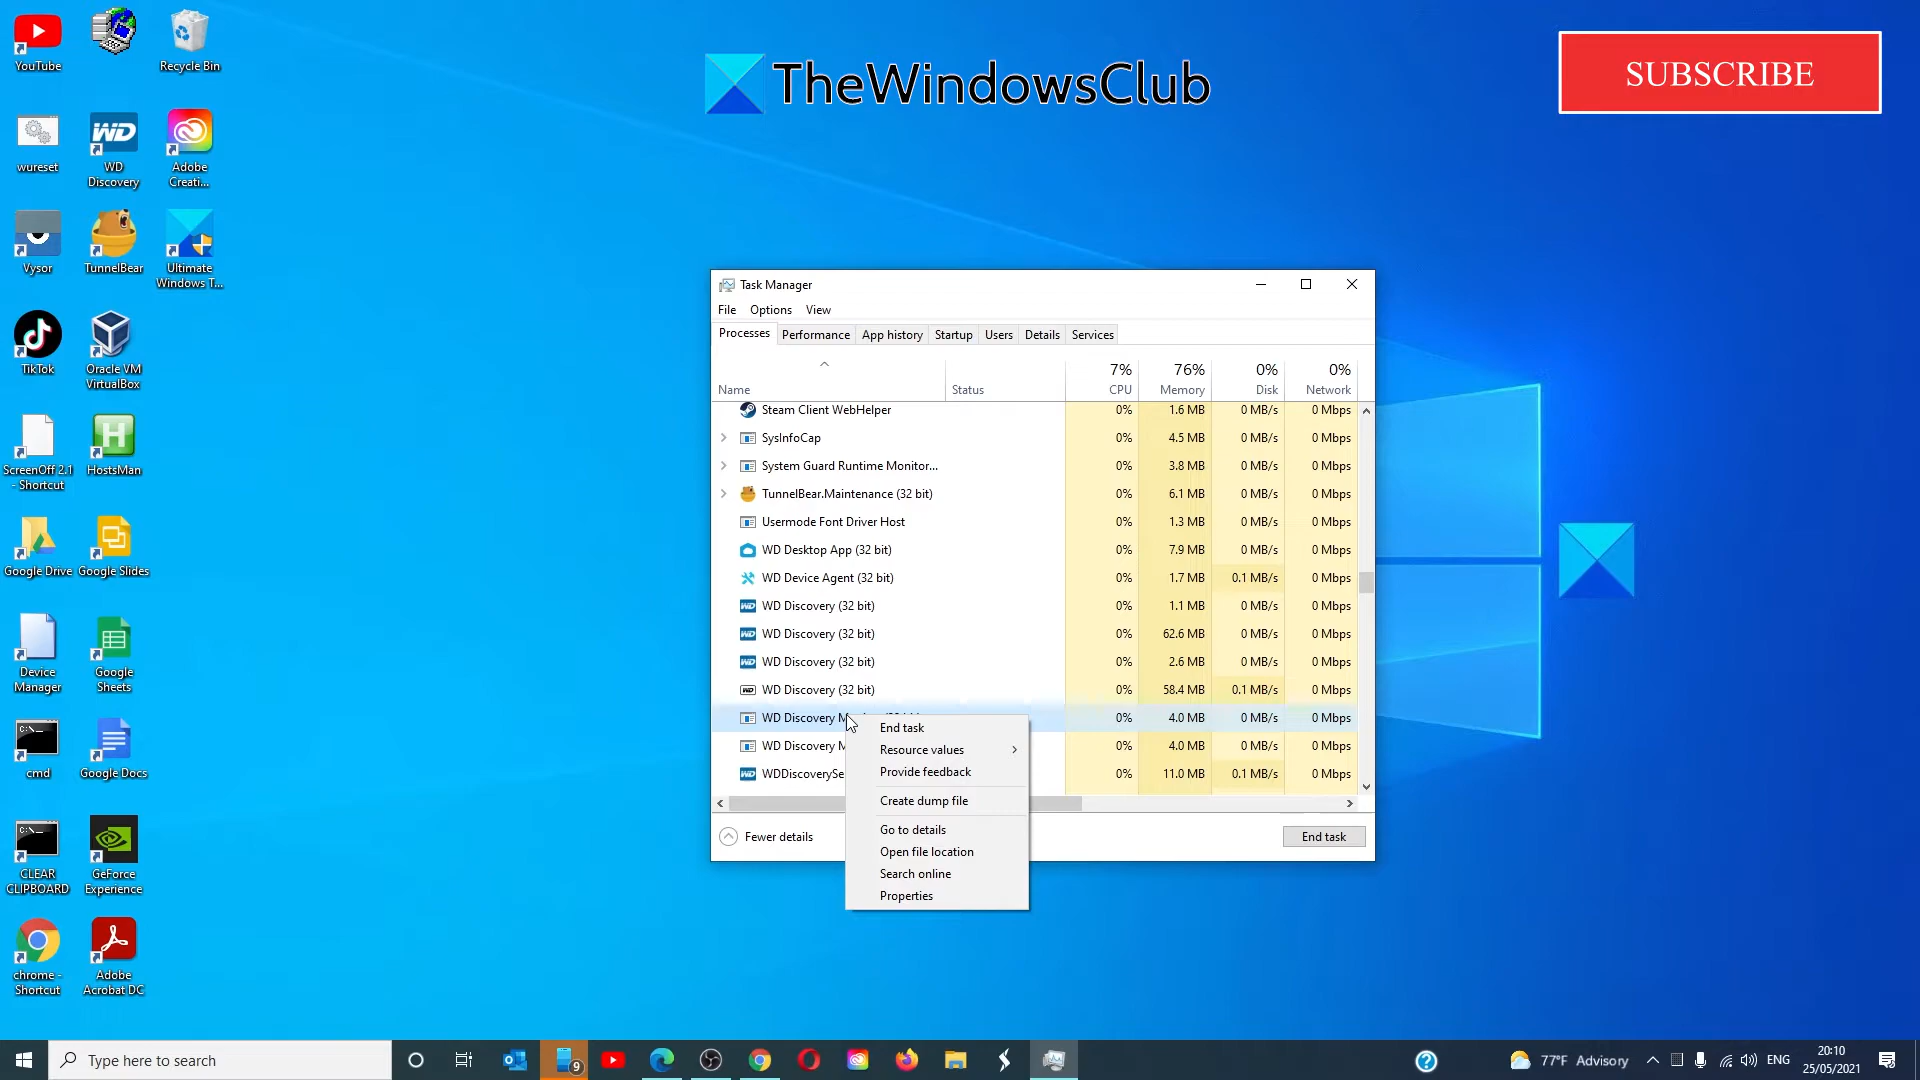 YouTube
Recycle Bin
wureset
WD
Discovery
Adobe
Creati...
Vysor
TunnelBear
Ultimate
Windows T...
TikTok
Oracle VM
VirtualBox
ScreenOff 2.1
- Shortcut
HostsMan
Google Drive
Google Slides
Device
Manager
Google
Sheets
cmd
Google Docs
CLEAR
CLIPBOARD
GeForce
Experience
chrome -
Shortcut
Adobe
Acrobat DC
TheWindowsClub
SUBSCRIBE
Task Manager
File Options View
Processes Performance App history Startup Users Details Services
7% 76% 0% 0%
Name Status CPU Memory Disk Network
Steam Client WebHelper 0% 1.6 MB 0 MB/s 0 Mbps
SysInfoCap 0% 4.5 MB 0 MB/s 0 Mbps
System Guard Runtime Monitor... 0% 3.8 MB 0 MB/s 0 Mbps
TunnelBear.Maintenance (32 bit) 0% 6.1 MB 0 MB/s 0 Mbps
Usermode Font Driver Host 0% 1.3 MB 0 MB/s 0 Mbps
WD Desktop App (32 bit) 0% 7.9 MB 0 MB/s 0 Mbps
WD Device Agent (32 bit) 0% 1.7 MB 0.1 MB/s 0 Mbps
WD Discovery (32 bit) 0% 1.1 MB 0 MB/s 0 Mbps
WD Discovery (32 bit) 0% 62.6 MB 0 MB/s 0 Mbps
WD Discovery (32 bit) 0% 2.6 MB 0 MB/s 0 Mbps
WD Discovery (32 bit) 0% 58.4 MB 0.1 MB/s 0 Mbps
WD Discovery M 0% 4.0 MB 0 MB/s 0 Mbps
WD Discovery M 0% 4.0 MB 0 MB/s 0 Mbps
WDDiscoverySe 0% 11.0 MB 0.1 MB/s 0 Mbps
End task
Resource values
Provide feedback
Create dump file
Go to details
Open file location
Search online
Properties
Fewer details
End task
Type here to search
9
77°F Advisory
ENG
20:10
25/05/2021